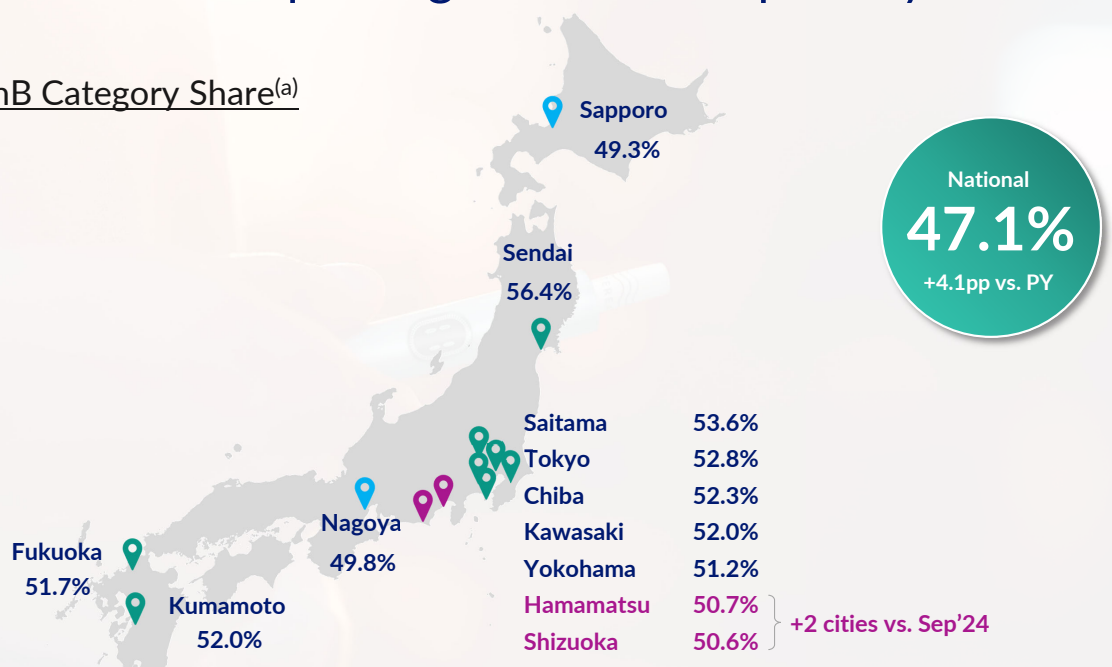 B Category Share(a)
Sapporo
49.3%
National
47.1%
+4.1pp vs. PY
Sendai
56.4%
Saitama 53.6%
Tokyo 52.8%
Chiba 52.3%
Kawasaki 52.0%
Yokohama 51.2%
Hamamatsu 50.7%
Shizuoka 50.6%
+2 cities vs. Sep’24
Nagoya
49.8%
Fukuoka
51.7%
Kumamoto
52.0%